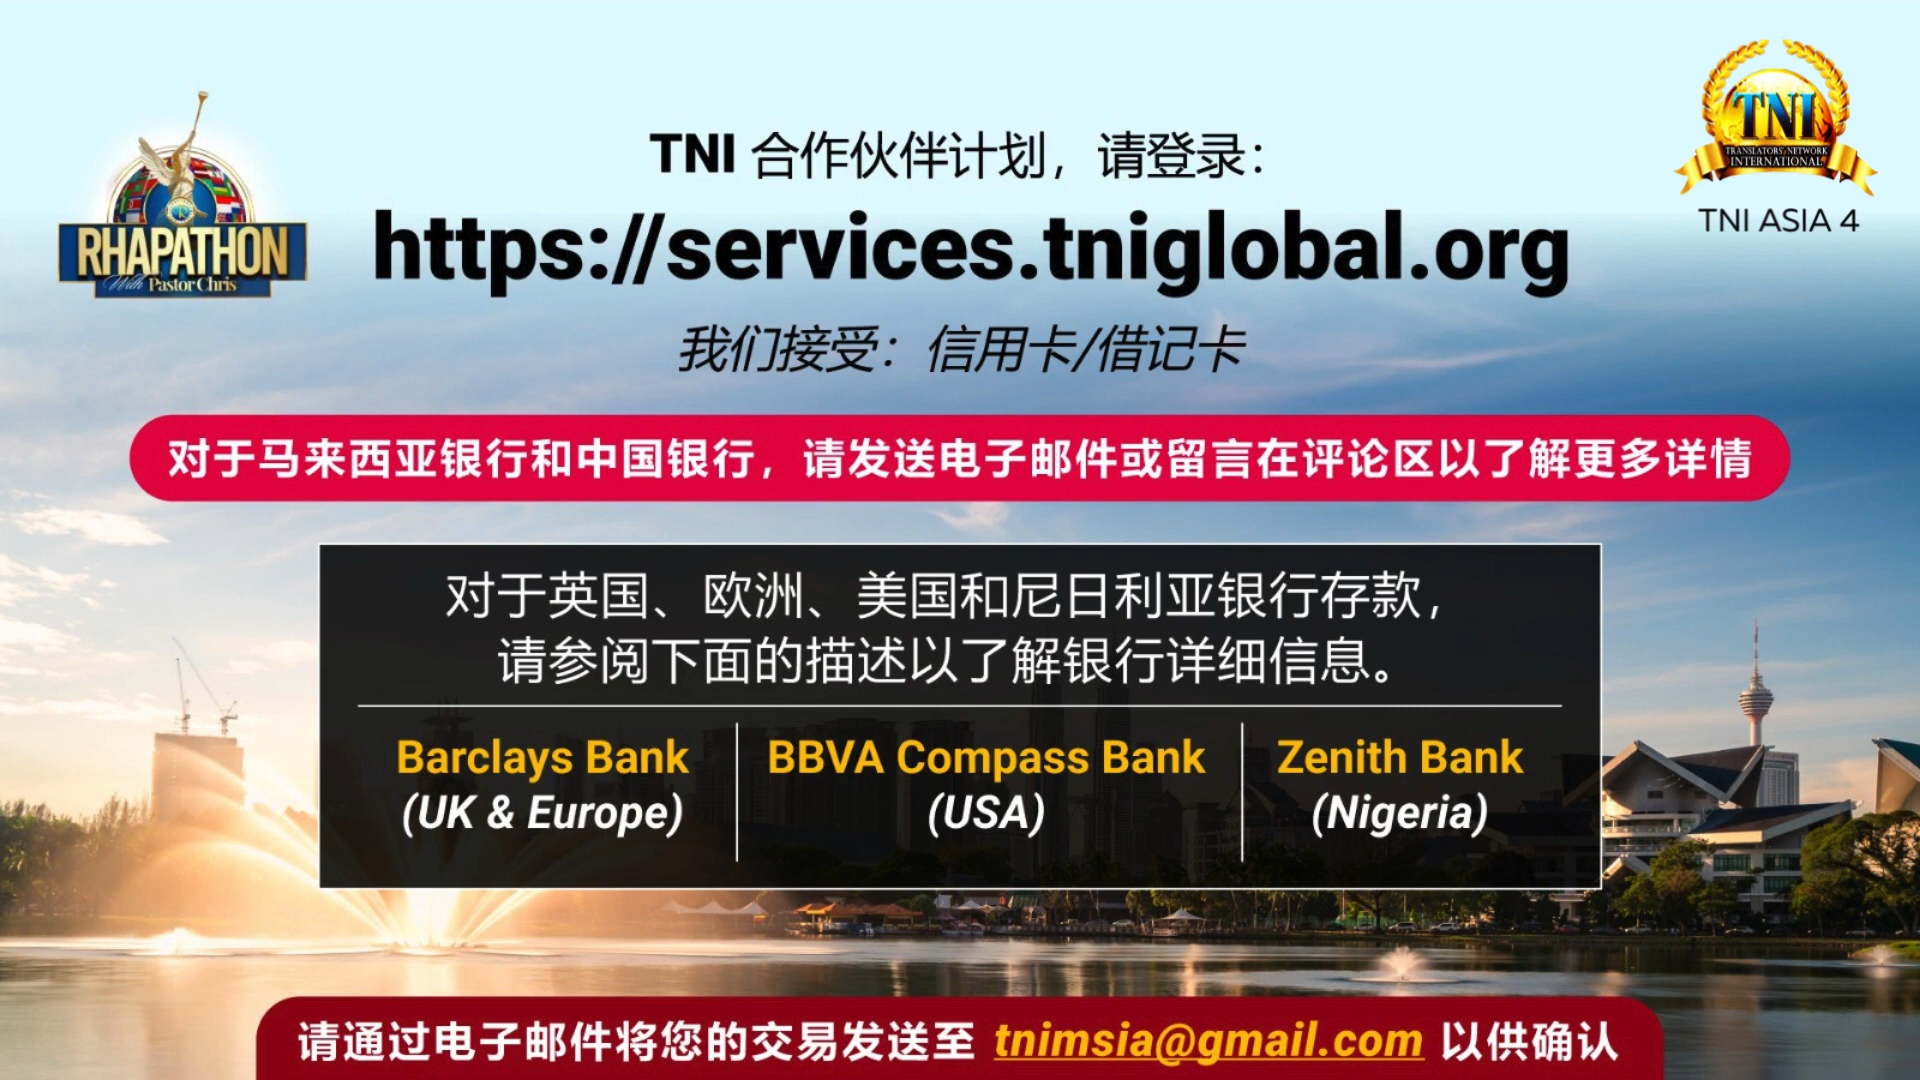 TNI 合作伙伴计划，请登录：
https://services.tniglobal.org
我们接受：信用卡/借记卡
RHAPATHON
With Pastor Chris
TNI
TRANSLATORS' NETWORK
INTERNATIONAL
TNI ASIA 4
对于马来西亚银行和中国银行，请发送电子邮件或留言在评论区以了解更多详情
对于英国、欧洲、美国和尼日利亚银行存款，
请参阅下面的描述以了解银行详细信息。
Barclays Bank
(UK & Europe)
BBVA Compass Bank
(USA)
Zenith Bank
(Nigeria)
请通过电子邮件将您的交易发送至 tnimsia@gmail.com 以供确认